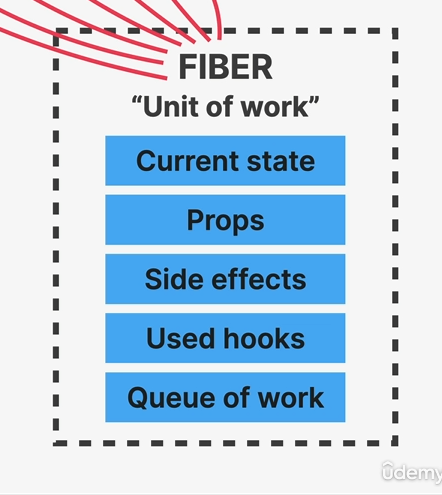 FIBER
“Unit of work”
Current state
Props
Side effects
Used hooks
Queue of work
ûdemy